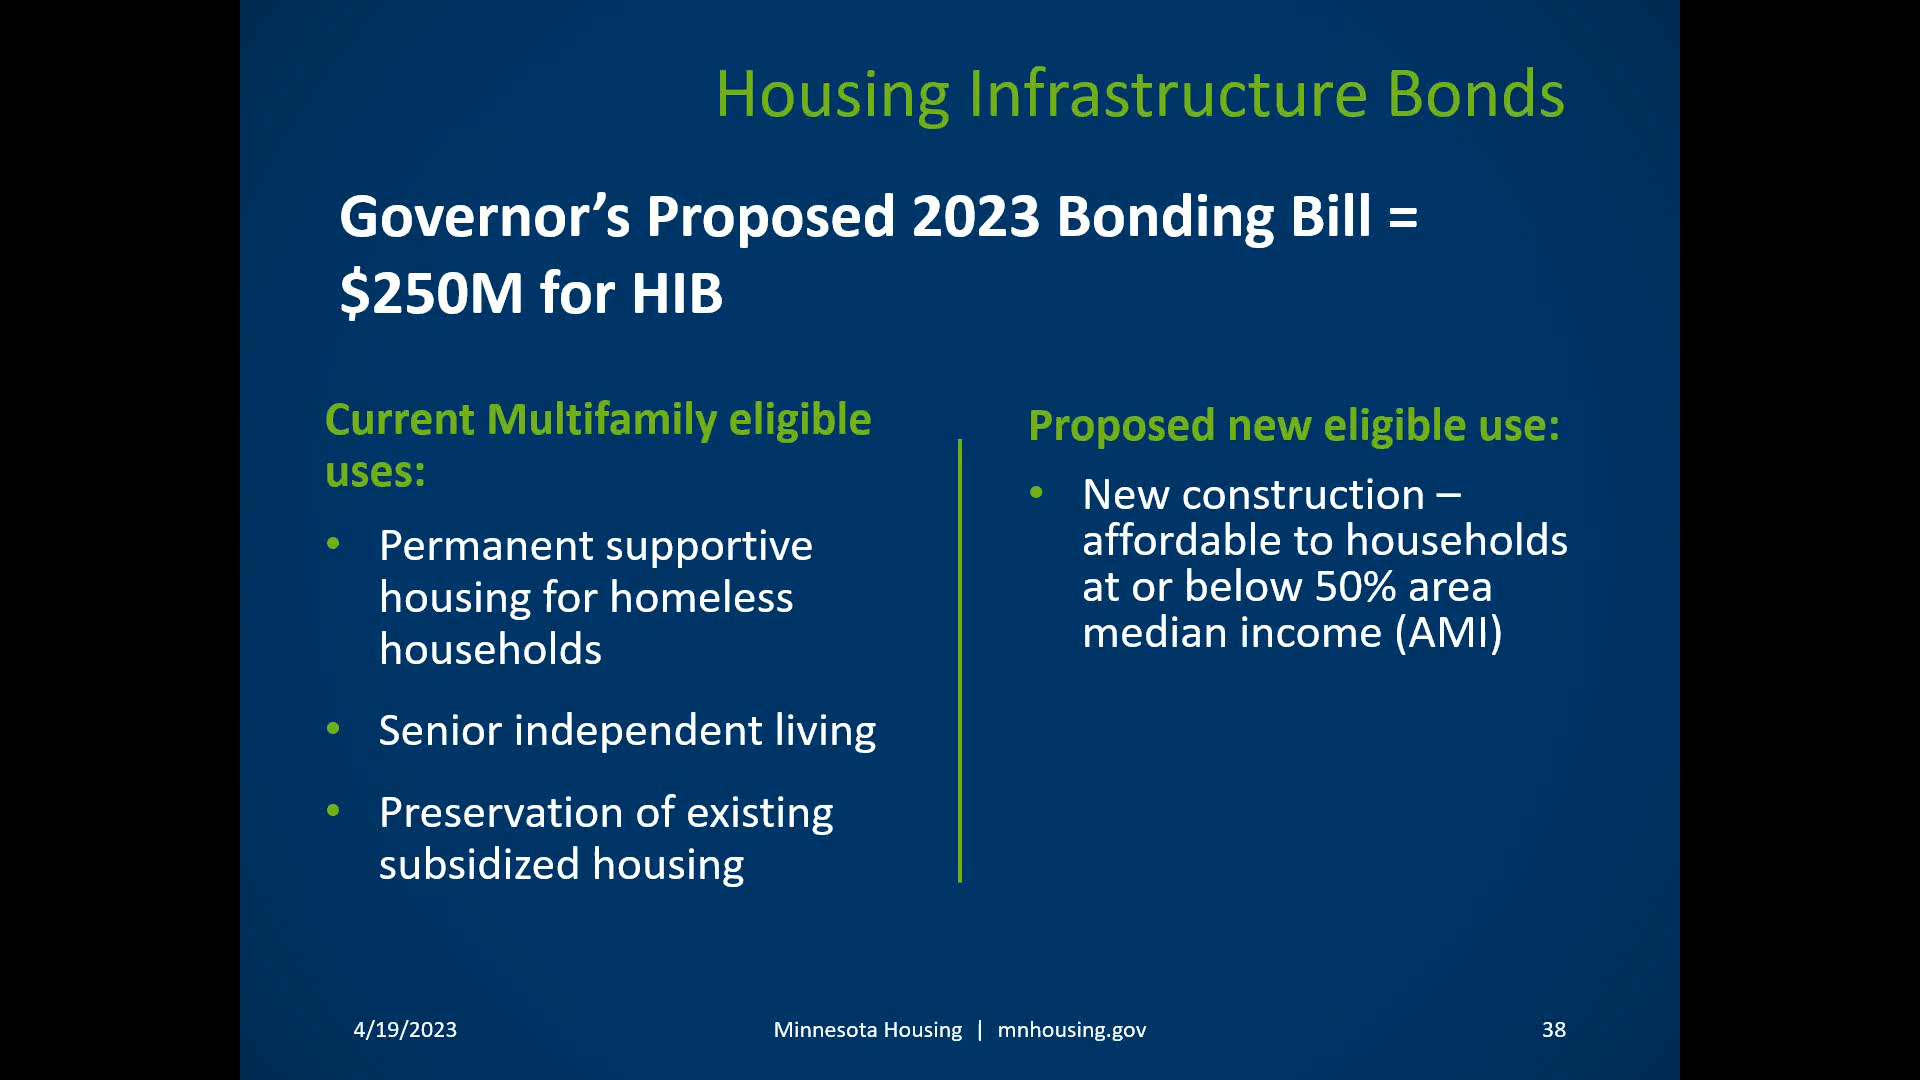 Housing Infrastructure Bonds
Governor’s Proposed 2023 Bonding Bill =
$250M for HIB
Current Multifamily eligible
uses:
• Permanent supportive
housing for homeless
households
• Senior independent living
• Preservation of existing
subsidized housing
Proposed new eligible use:
• New construction –
affordable to households
at or below 50% area
median income (AMI)
4/19/2023
Minnesota Housing | mnhousing.gov
38